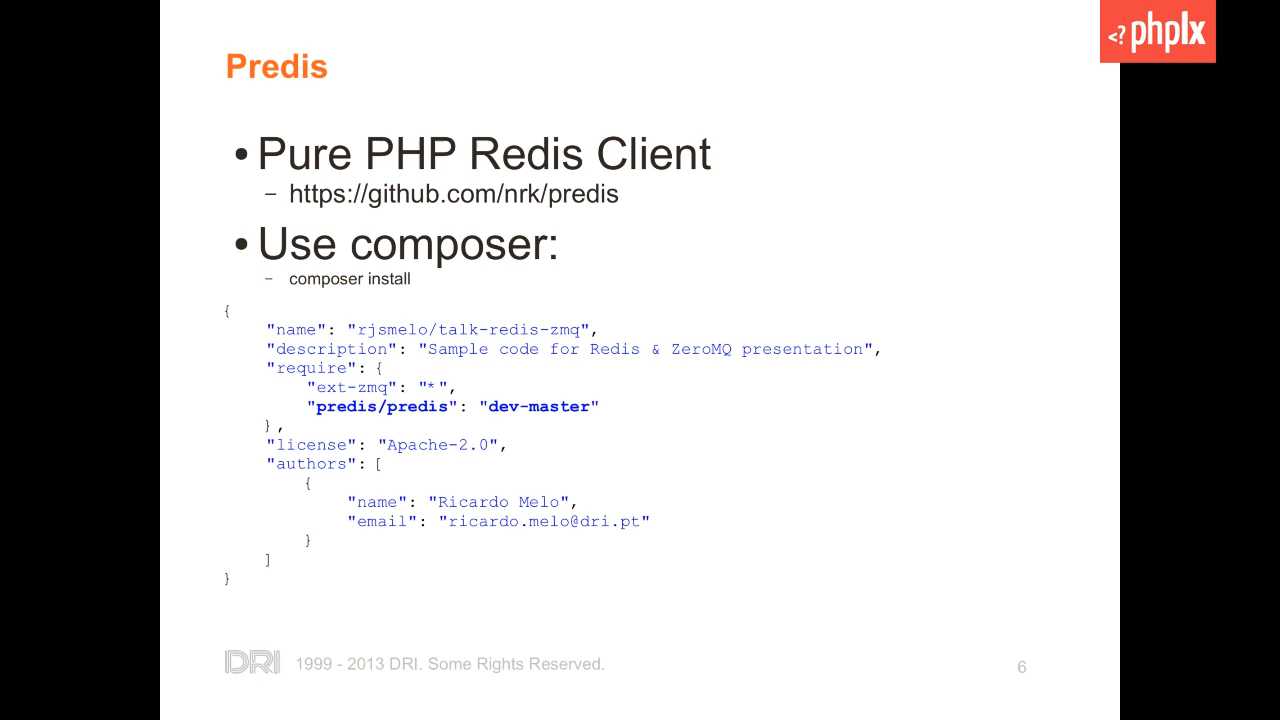 <?phplx
Predis
• Pure PHP Redis Client
– https://github.com/nrk/predis
• Use composer:
– composer install
{
"name": "rjsmelo/talk-redis-zmq",
"description": "Sample code for Redis & ZeroMQ presentation",
"require": {
"ext-zmq": "*",
"predis/predis": "dev-master"
},
"license": "Apache-2.0",
"authors": [
{
"name": "Ricardo Melo",
"email": "ricardo.melo@dri.pt"
}
]
}
DRI 1999 - 2013 DRI. Some Rights Reserved. 6